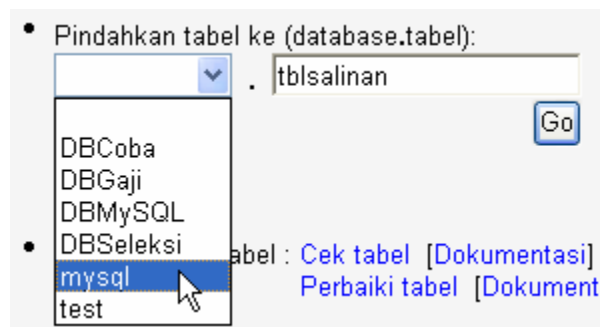 Pindahkan tabel ke (database.tabel):
. tblsalinan
Go
DBCoba
DBGaji
DBMySQL
DBSeleksi
abel : Cek tabel [Dokumentasi]
mysql
Perbaiki tabel [Dokument
test